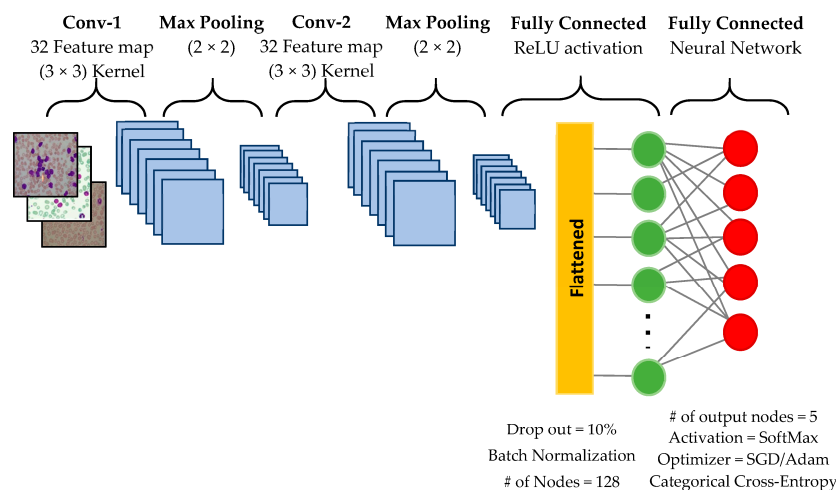 Conv-1
32 Feature map
(3 × 3) Kernel
Max Pooling
(2 × 2)
Conv-2
32 Feature map
(3 × 3) Kernel
Max Pooling
(2 × 2)
Fully Connected
ReLU activation
Fully Connected
Neural Network
Flattened
Drop out = 10%
Batch Normalization
# of Nodes = 128
# of output nodes = 5
Activation = SoftMax
Optimizer = SGD/Adam
Categorical Cross-Entropy